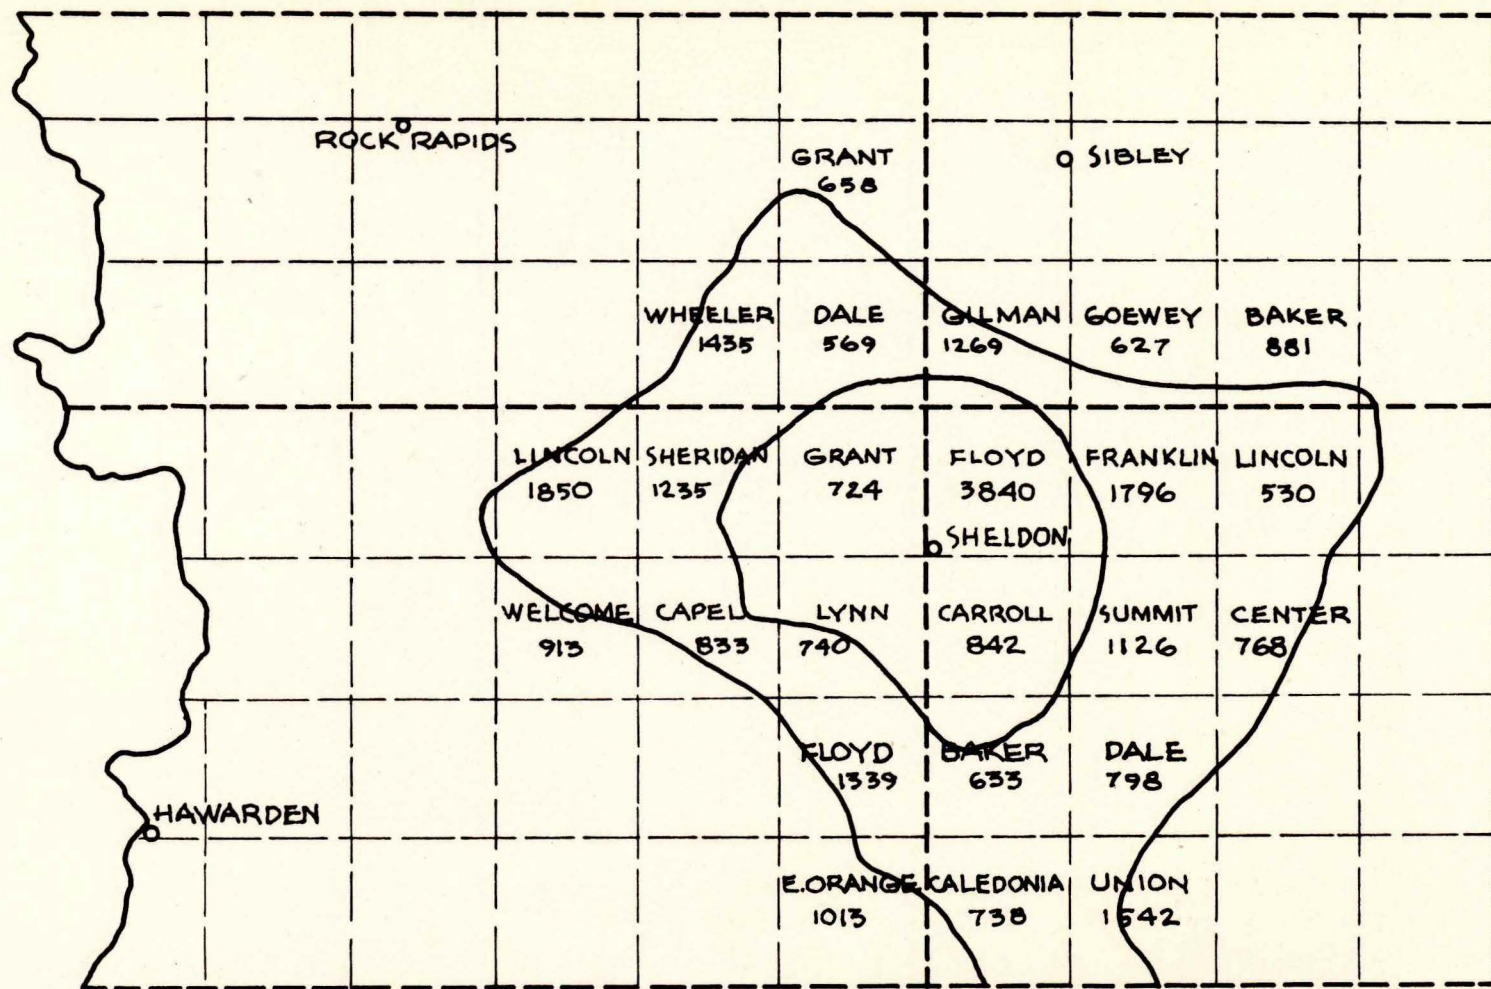 ROCK RAPIDS
GRANT
658
SIBLEY
WHEELER
1435
DALE
569
GILMAN
1269
GOEWEY
627
BAKER
881
LINCOLN
1850
SHERIDAN
1235
GRANT
724
FLOYD
3840
FRANKLIN
1796
LINCOLN
530
SHELDON
WELCOME
913
CAPEL
833
LYNN
740
CARROLL
842
SUMMIT
1126
CENTER
768
FLOYD
1339
BAKER
633
DALE
798
HAWARDEN
E.ORANGE
1013
CALEDONIA
738
UNION
1542